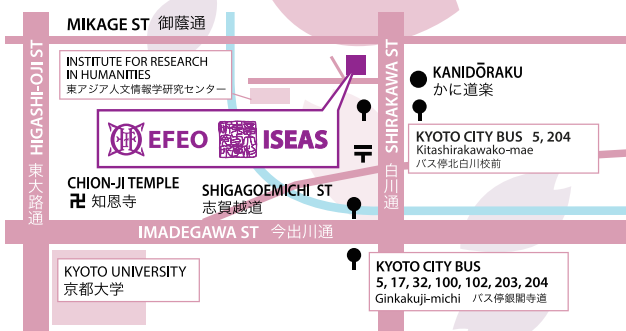 MIKAGE ST 御蔭通
INSTITUTE FOR RESEARCH
IN HUMANITIES
東アジア人文情報学研究センター
HIGASHI-OJI ST 東大路通
SHIRAKAWA ST 白川通
KANIDŌRAKU
かに道楽
EFEO ISEAS
KYOTO CITY BUS 5, 204
Kitashirakawako-mae
バス停北白川校前
CHION-JI TEMPLE
卍 知恩寺
SHIGAGOEMICHI ST
志賀越道
IMADEGAWA ST 今出川通
KYOTO UNIVERSITY
京都大学
KYOTO CITY BUS
5, 17, 32, 100, 102, 203, 204
Ginkakuji-michi バス停銀閣寺道